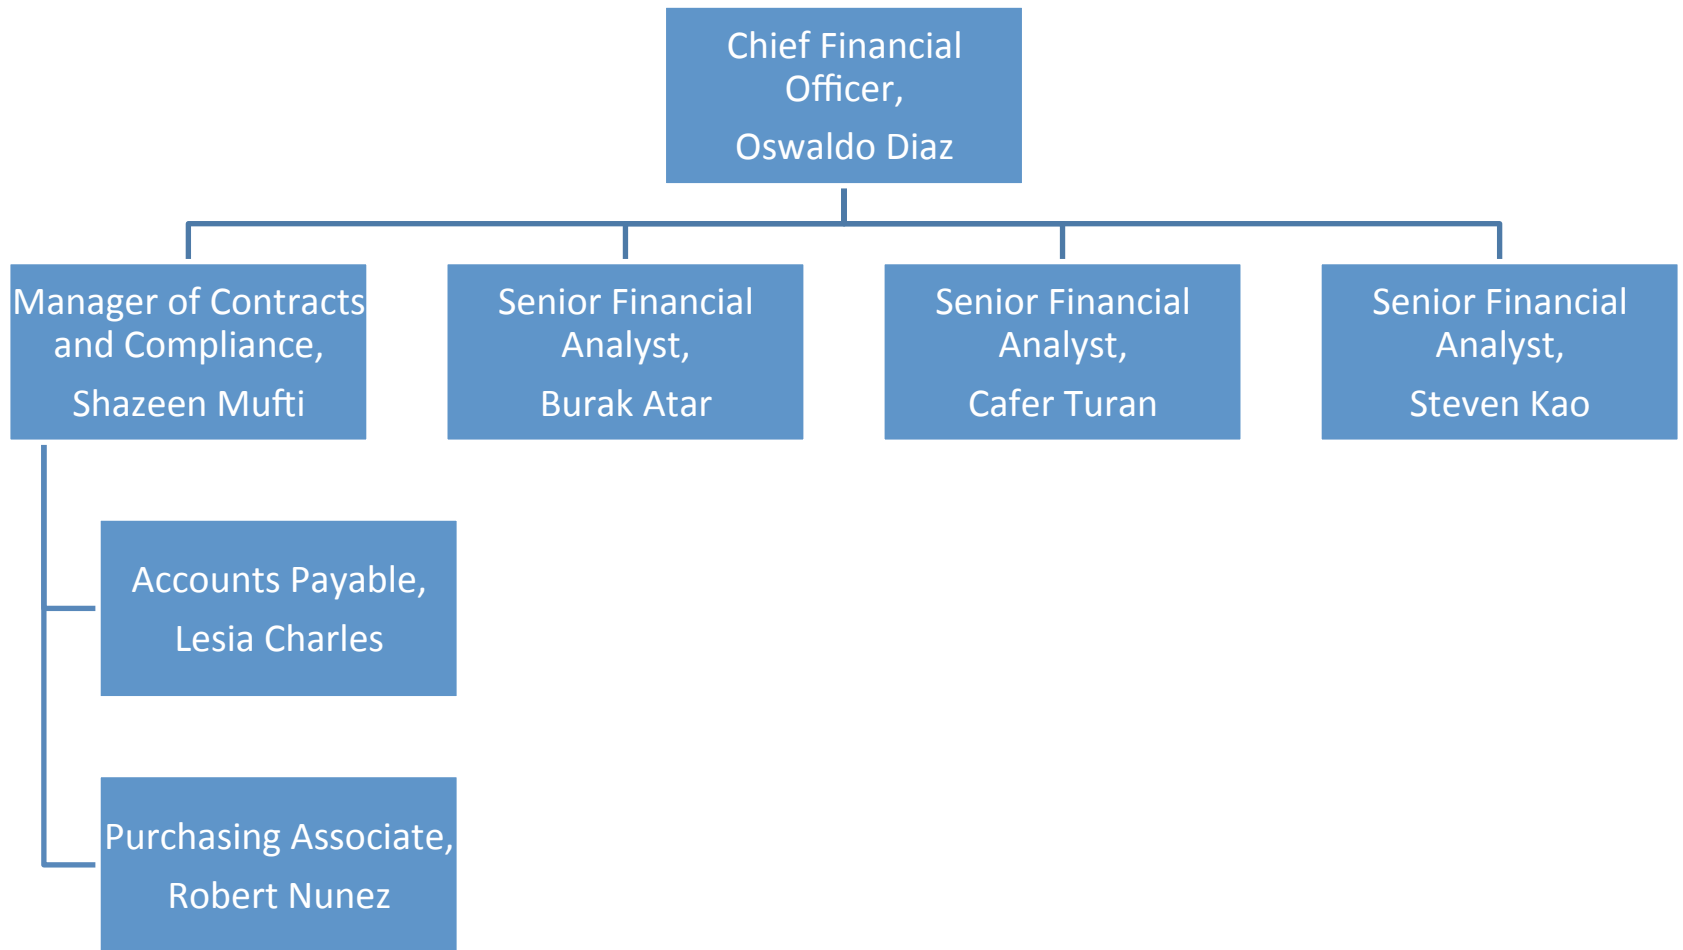 Chief Financial
Officer,
Oswaldo Diaz
Manager of Contracts
and Compliance,
Shazeen Mufti
Senior Financial
Analyst,
Burak Atar
Senior Financial
Analyst,
Cafer Turan
Senior Financial
Analyst,
Steven Kao
Accounts Payable,
Lesia Charles
Purchasing Associate,
Robert Nunez